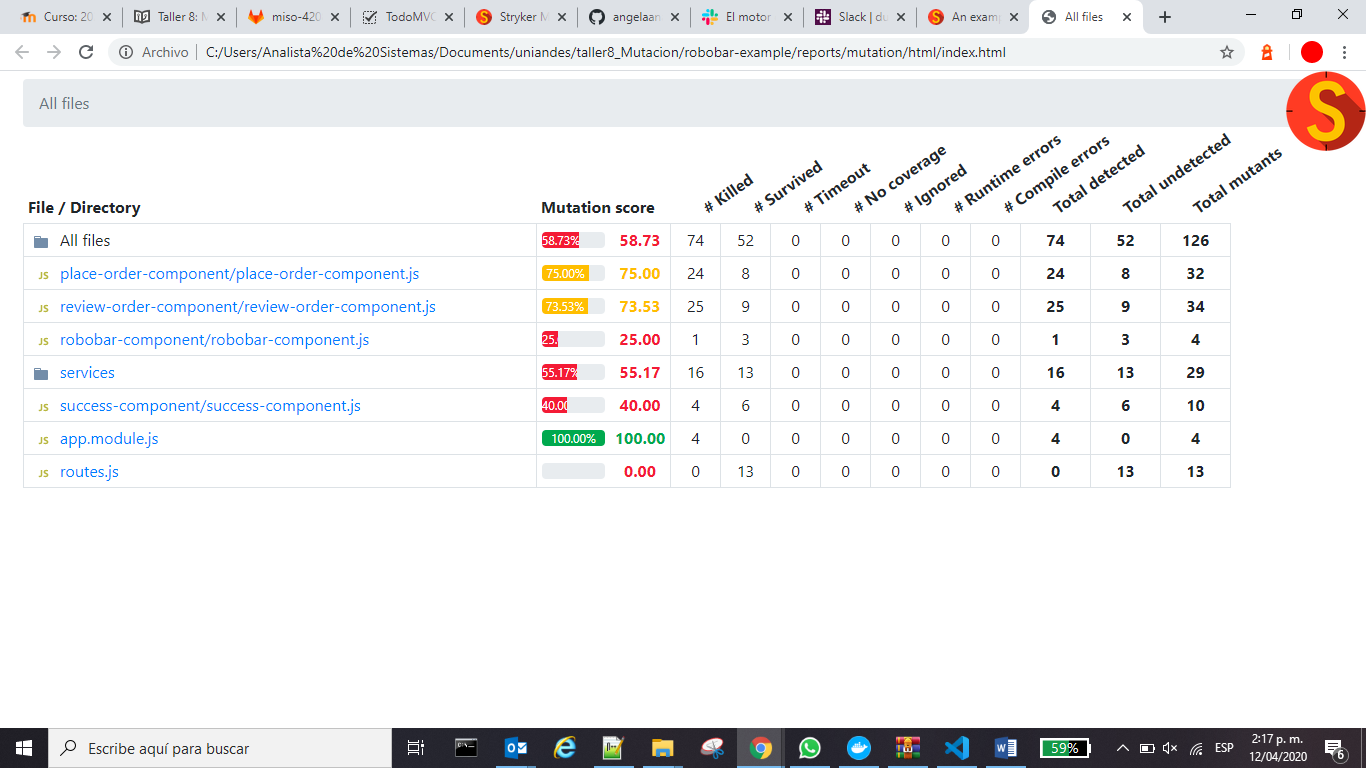 Curso: 20
Taller 8: M
miso-420
TodoMVC
Stryker M
angelaan
El motor
Slack | du
An examp
All files
Archivo | C:/Users/Analista%20de%20Sistemas/Documents/uniandes/taller8_Mutacion/robobar-example/reports/mutation/html/index.html
All files
S
File / Directory Mutation score # Killed # Survived # Timeout # No coverage # Ignored # Runtime errors # Compile errors Total detected Total undetected Total mutants
All files 58.73% 58.73 74 52 0 0 0 0 0 74 52 126
JS place-order-component/place-order-component.js 75.00% 75.00 24 8 0 0 0 0 0 24 8 32
JS review-order-component/review-order-component.js 73.53% 73.53 25 9 0 0 0 0 0 25 9 34
JS robobar-component/robobar-component.js 25. 25.00 1 3 0 0 0 0 0 1 3 4
services 55.17% 55.17 16 13 0 0 0 0 0 16 13 29
JS success-component/success-component.js 40.00 40.00 4 6 0 0 0 0 0 4 6 10
JS app.module.js 100.00% 100.00 4 0 0 0 0 0 0 4 0 4
JS routes.js 0.00 0 13 0 0 0 0 0 0 13 13
Escribe aquí para buscar
59%
ESP
2:17 p. m.
12/04/2020
6